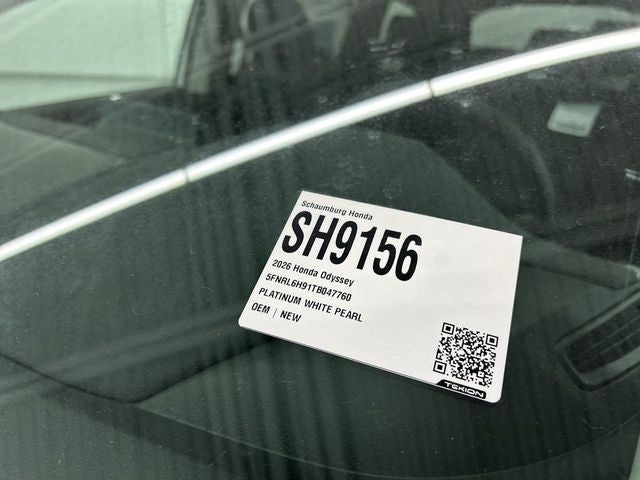 Schaumburg Honda
SH9156
2026 Honda Odyssey
5FNRL6H91TB047760
PLATINUM WHITE PEARL
OEM | NEW
TEKION